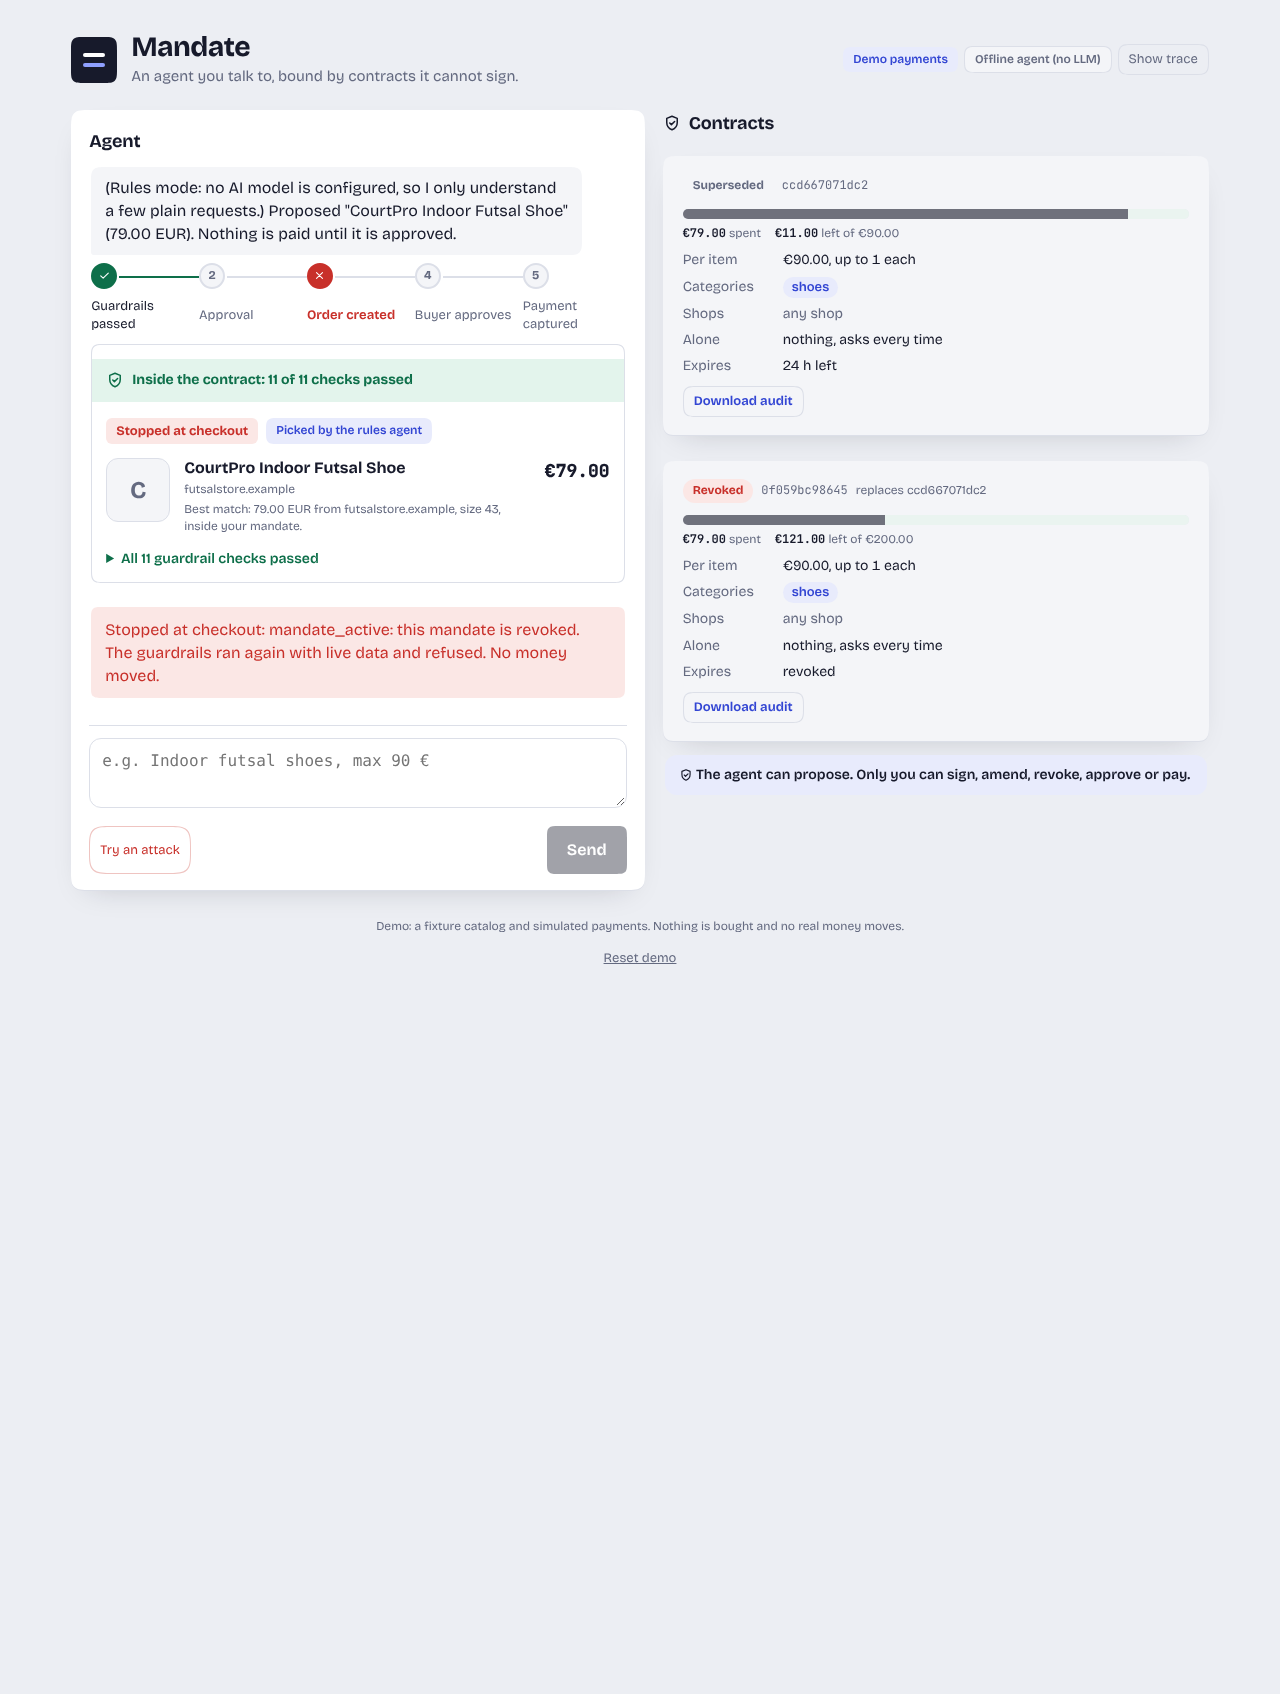 Mandate
An agent you talk to, bound by contracts it cannot sign.
Demo payments
Offline agent (no LLM)
Show trace
Agent
(Rules mode: no AI model is configured, so I only understand
a few plain requests.) Proposed "CourtPro Indoor Futsal Shoe"
(79.00 EUR). Nothing is paid until it is approved.
2
4
5
Guardrails
passed
Approval
Order created
Buyer approves
Payment
captured
Inside the contract: 11 of 11 checks passed
Stopped at checkout
Picked by the rules agent
C
CourtPro Indoor Futsal Shoe
€79.00
futsalstore.example
Best match: 79.00 EUR from futsalstore.example, size 43,
inside your mandate.
All 11 guardrail checks passed
Stopped at checkout: mandate_active: this mandate is revoked.
The guardrails ran again with live data and refused. No money
moved.
e.g. Indoor futsal shoes, max 90 €
Try an attack
Send
Contracts
Superseded ccd667071dc2
€79.00 spent €11.00 left of €90.00
Per item €90.00, up to 1 each
Categories shoes
Shops any shop
Alone nothing, asks every time
Expires 24 h left
Download audit
Revoked 0f059bc98645 replaces ccd667071dc2
€79.00 spent €121.00 left of €200.00
Per item €90.00, up to 1 each
Categories shoes
Shops any shop
Alone nothing, asks every time
Expires revoked
Download audit
The agent can propose. Only you can sign, amend, revoke, approve or pay.
Demo: a fixture catalog and simulated payments. Nothing is bought and no real money moves.
Reset demo